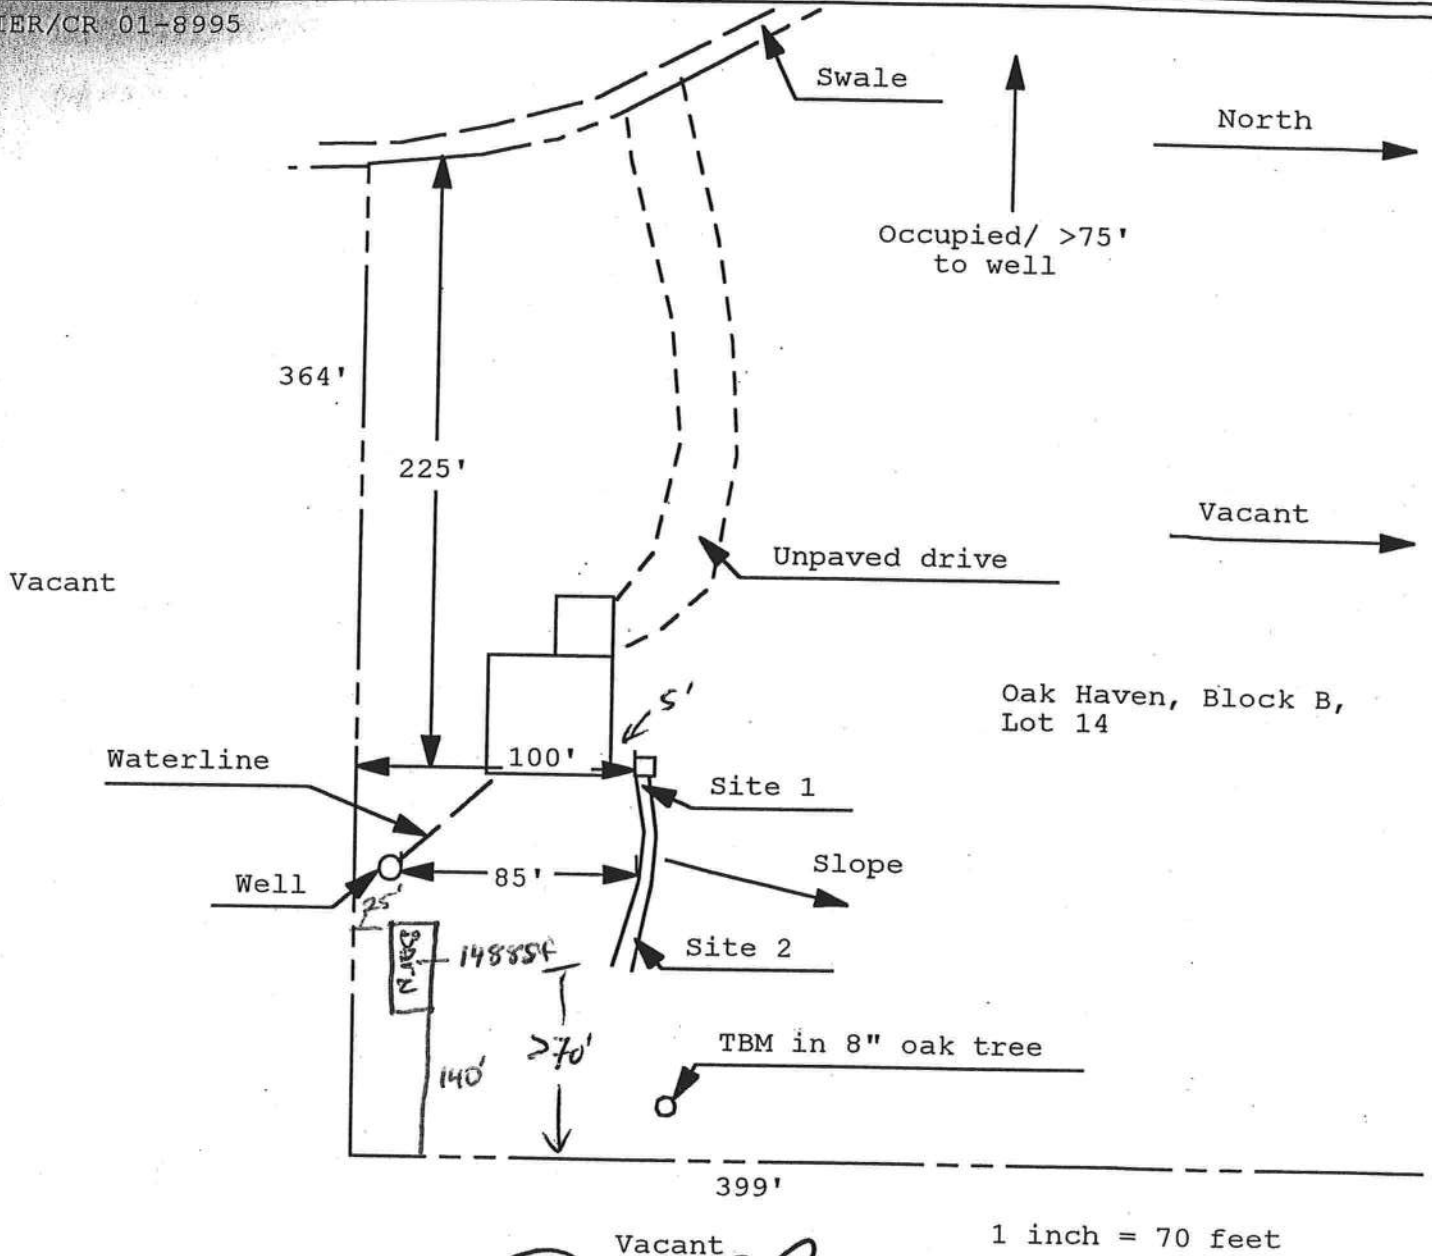 IER/CR 01-8995
Swale
North
Occupied/ >75'
to well
364'
225'
Vacant
Unpaved drive
Vacant
Oak Haven, Block B,
Lot 14
5'
Waterline
100'
Site 1
Slope
Well
85'
25'
Barn
1488SF
Site 2
>70'
TBM in 8" oak tree
140'
399'
Vacant
1 inch = 70 feet